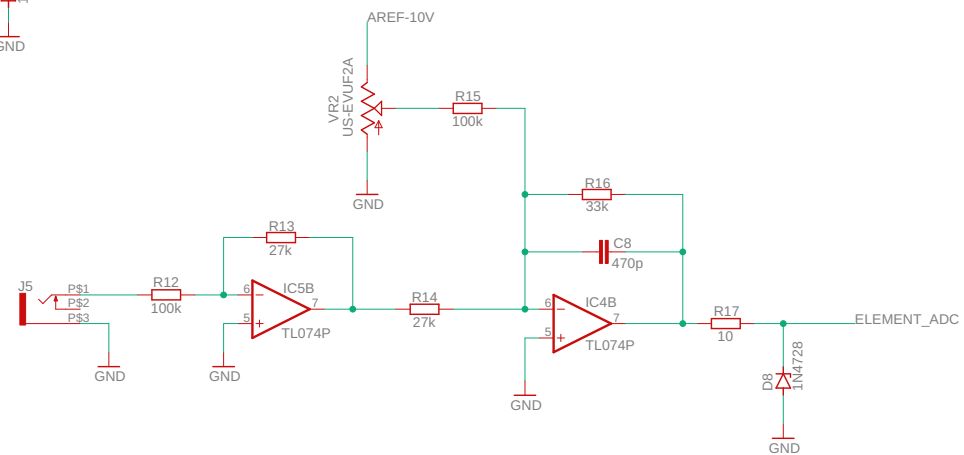 1
GND
AREF-10V
VR2
US-EVUF2A
R15
100k
GND
R16
33k
C8
470p
R13
27k
J5
P$1
P$2
P$3
R12
100k
6
5
7
IC5B
TL074P
R14
27k
6
5
7
IC4B
TL074P
R17
10
ELEMENT_ADC
D8
1N4728
GND
GND
GND
GND